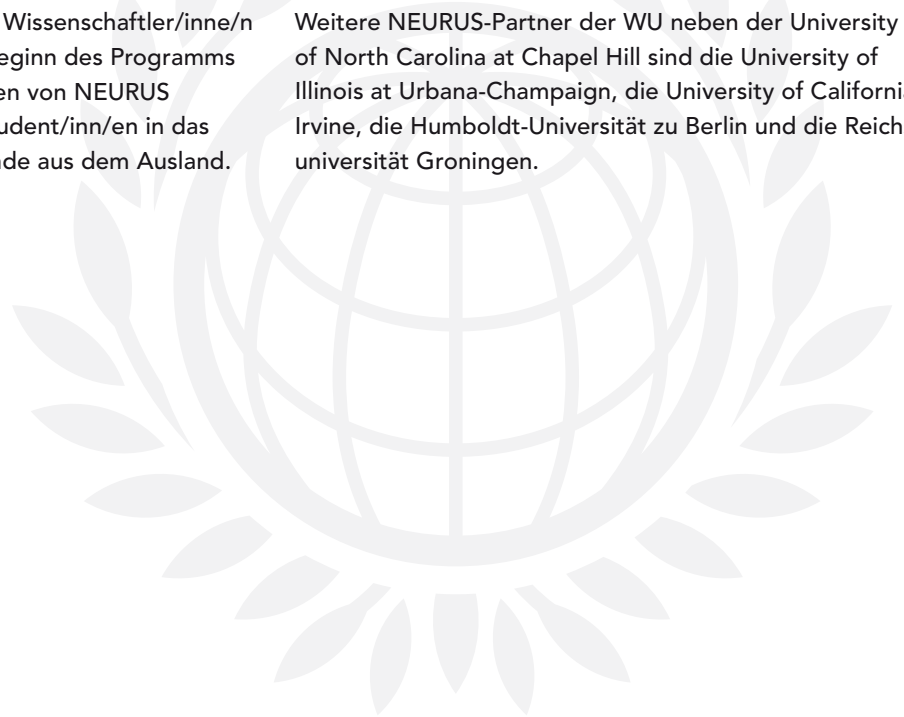 Wissenschaftler/inne/n
eginn des Programms
en von NEURUS
udent/inn/en in das
nde aus dem Ausland.
Weitere NEURUS-Partner der WU neben der University
of North Carolina at Chapel Hill sind die University of
Illinois at Urbana-Champaign, die University of California
Irvine, die Humboldt-Universität zu Berlin und die Reich
universität Groningen.